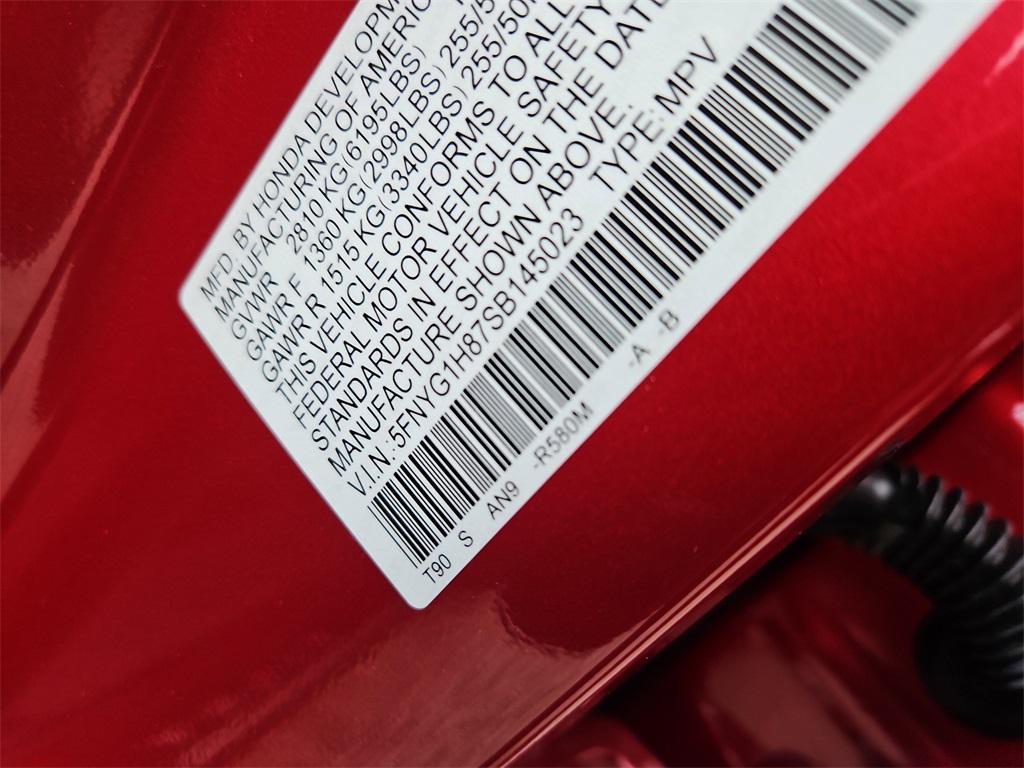 MFD. BY HONDA DEVELOPM
MANUFACTURING OF AMERIC
GVWR 2810 KG(6195LBS)
GAWR F 1360 KG(2998LBS) 255/5
GAWR R 1515 KG(3340LBS) 255/50
THIS VEHICLE CONFORMS TO ALL
FEDERAL MOTOR VEHICLE SAFETY
STANDARDS IN EFFECT ON THE DATE
MANUFACTURE SHOWN ABOVE.
V.I.N.:5FNYG1H87SB145023 TYPE: MPV
T90 S AN9 -R580M -A -B